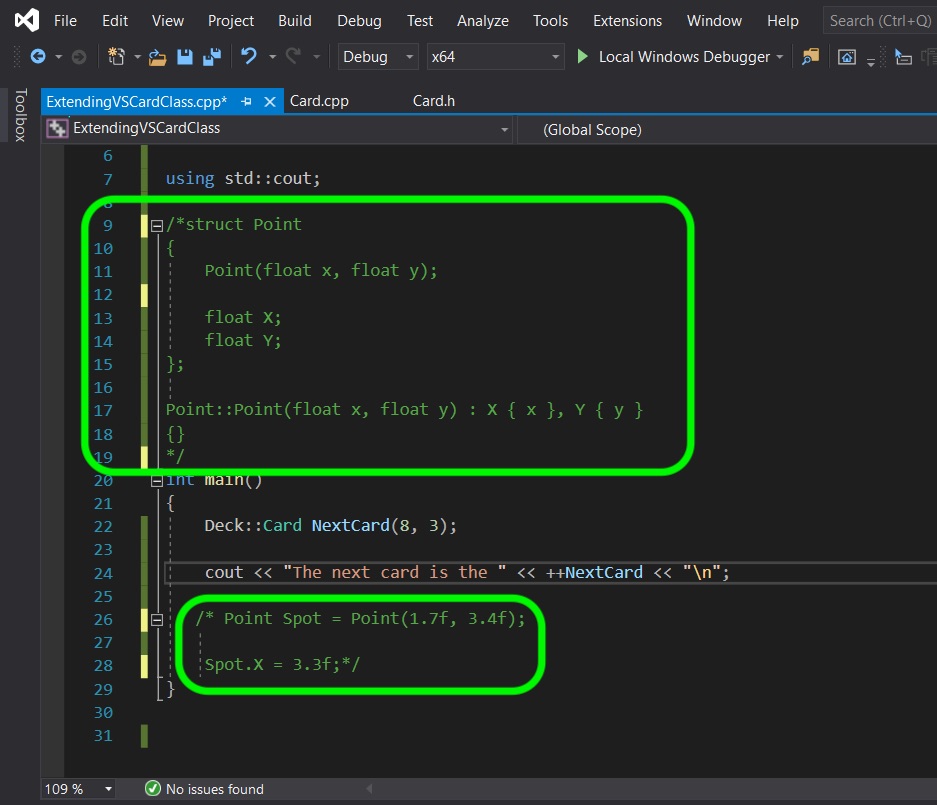 File Edit View Project Build Debug Test Analyze Tools Extensions Window Help Search (Ctrl+Q)
Debug x64 Local Windows Debugger
Toolbox
ExtendingVSCardClass.cpp* Card.cpp Card.h
ExtendingVSCardClass (Global Scope)
6
7 using std::cout;
8
9 /*struct Point
10 {
11 Point(float x, float y);
12
13 float X;
14 float Y;
15 };
16
17 Point::Point(float x, float y) : X { x }, Y { y }
18 {}
19 */
20 int main()
21 {
22 Deck::Card NextCard(8, 3);
23
24 cout << "The next card is the " << ++NextCard << "\n";
25
26 /* Point Spot = Point(1.7f, 3.4f);
27
28 Spot.X = 3.3f;*/
29 }
30
31
109 % No issues found